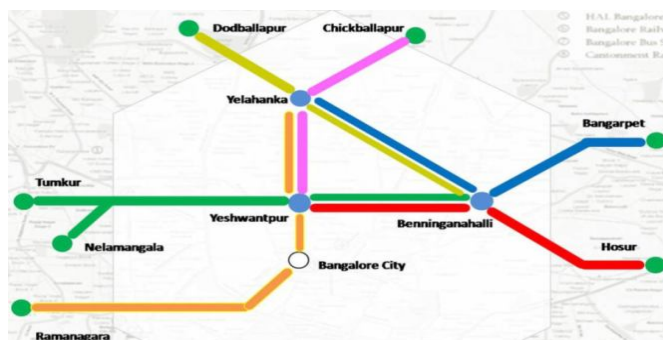 Dodballapur
Chickballapur
HAL Bangalor
Bangalore Railw
Bangalore Bus S
Cantonment Ra
Yelahanka
Bangarpet
Tumkur
Yeshwantpur
Benninganahalli
Nelamangala
Hosur
Bangalore City
Ramanagara